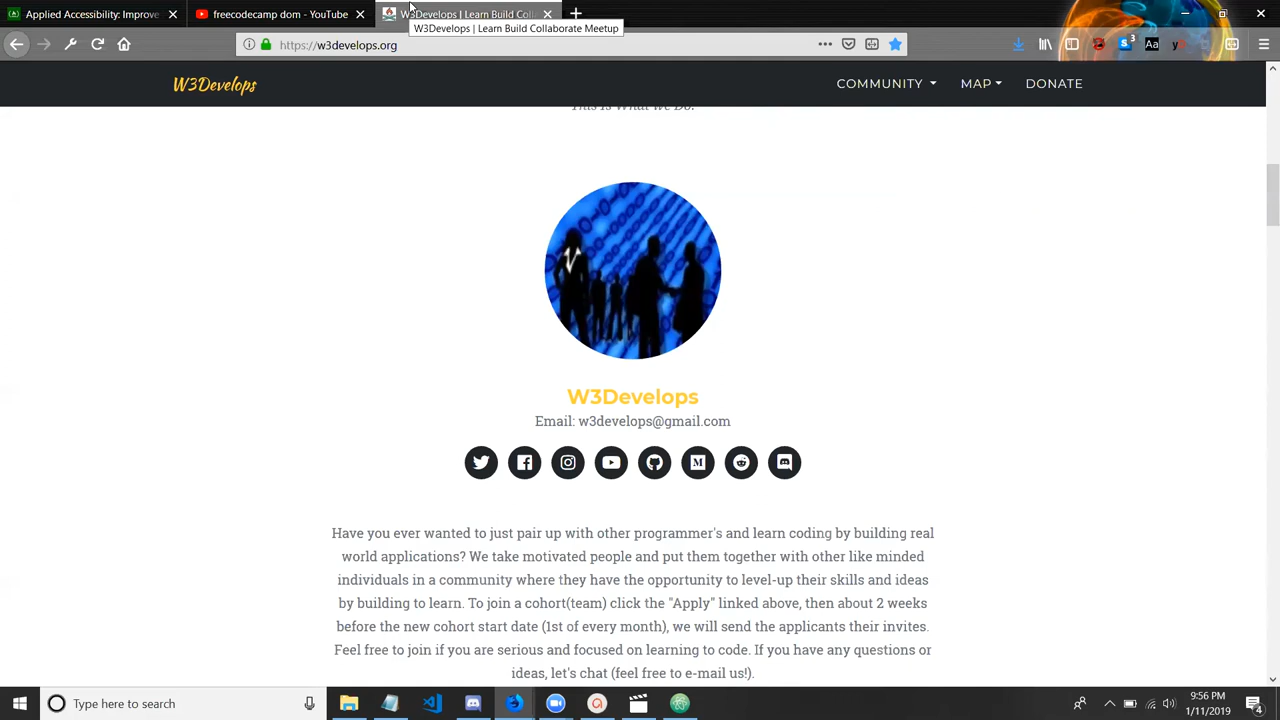 Applied Accessibility: Improve
freecodecamp dom - YouTube
W3Develops | Learn Build Coll
W3Develops | Learn Build Collaborate Meetup
https://w3develops.org
3
Aa
W3Develops
COMMUNITY
MAP
DONATE
This Is What We Do.
W3Develops
Email: w3develops@gmail.com
Have you ever wanted to just pair up with other programmer's and learn coding by building real
world applications? We take motivated people and put them together with other like minded
individuals in a community where they have the opportunity to level-up their skills and ideas
by building to learn. To join a cohort(team) click the "Apply" linked above, then about 2 weeks
before the new cohort start date (1st of every month), we will send the applicants their invites.
Feel free to join if you are serious and focused on learning to code. If you have any questions or
ideas, let's chat (feel free to e-mail us!).
Type here to search
9:56 PM
1/11/2019
4